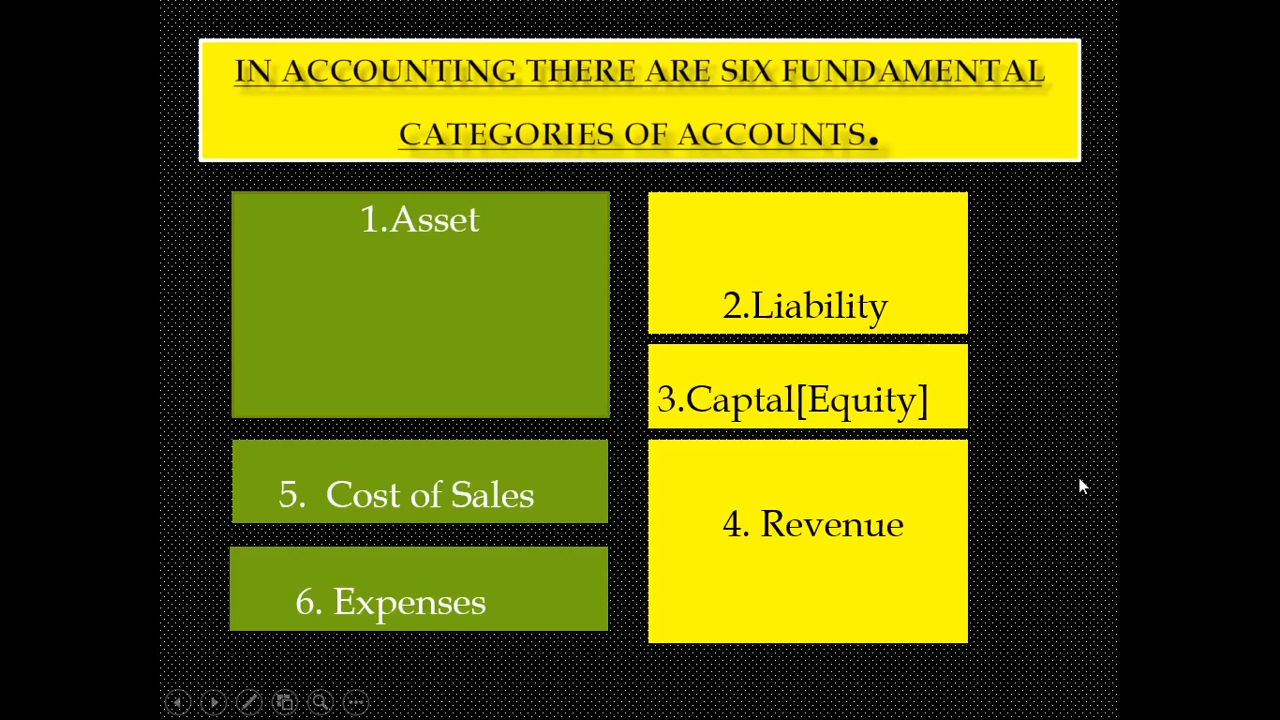 IN ACCOUNTING THERE ARE SIX FUNDAMENTAL
CATEGORIES OF ACCOUNTS.
1.Asset
2.Liability
3.Captal[Equity]
4. Revenue
5.  Cost of Sales
6. Expenses